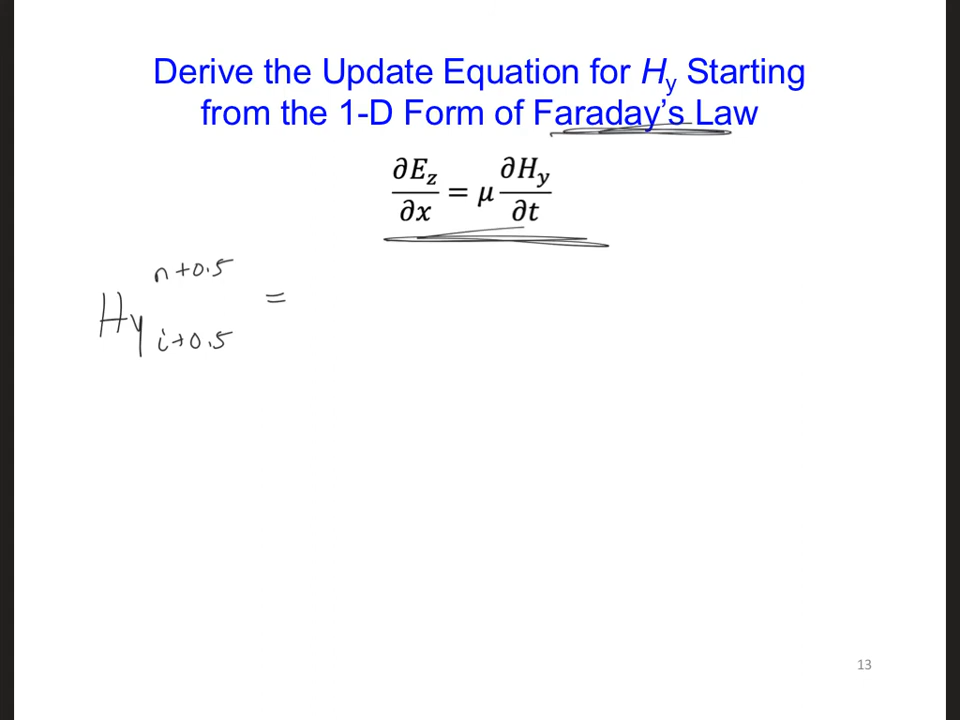 Derive the Update Equation for Hy Starting
from the 1-D Form of Faraday's Law
∂Ez/∂x = μ ∂Hy/∂t
Hy^n+0.5_i+0.5 =
13